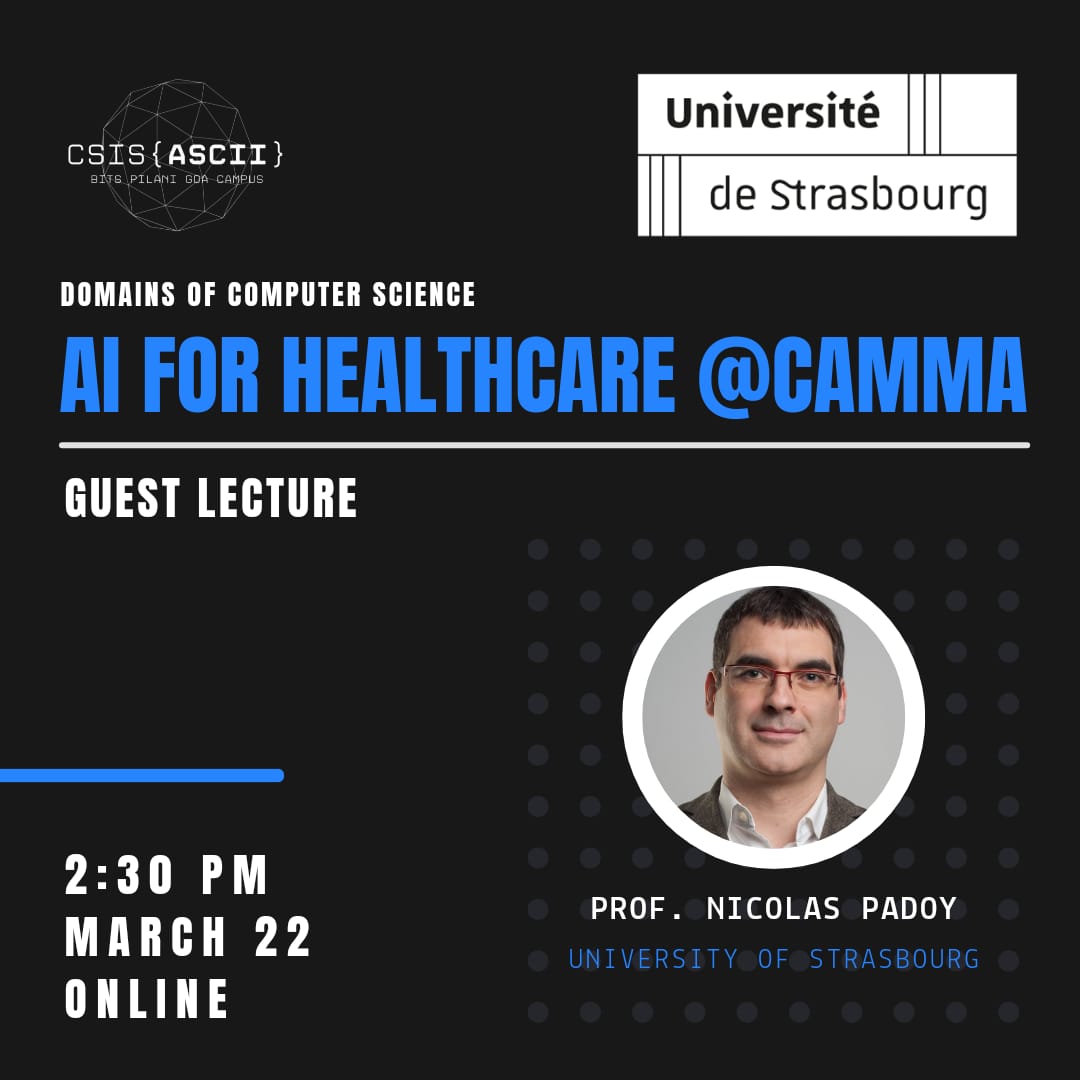 CSIS{ASCII}
BITS PILANI GOA CAMPUS
Université
de Strasbourg
DOMAINS OF COMPUTER SCIENCE
AI FOR HEALTHCARE @CAMMA
GUEST LECTURE
2:30 PM
MARCH 22
ONLINE
PROF. NICOLAS PADOY
UNIVERSITY OF STRASBOURG